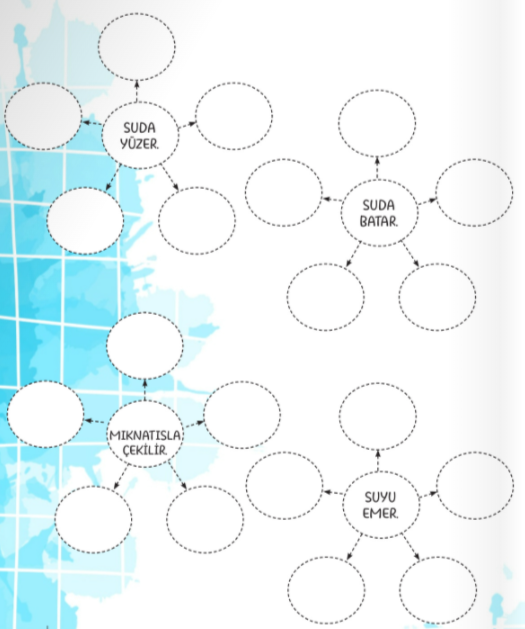 SUDA
YÜZER.
SUDA
BATAR.
MIKNATISLA
ÇEKİLİR.
SUYU
EMER.